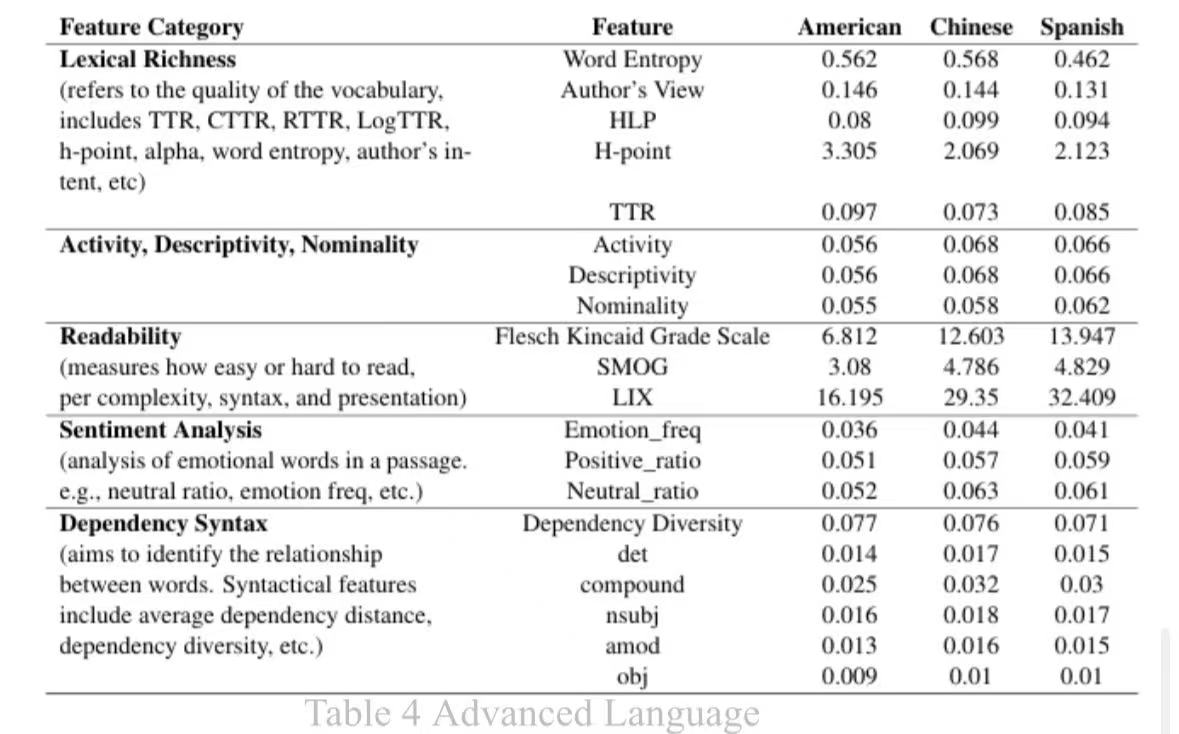 Feature Category Feature American Chinese Spanish
Lexical Richness Word Entropy 0.562 0.568 0.462
(refers to the quality of the vocabulary, Author's View 0.146 0.144 0.131
includes TTR, CTTR, RTTR, LogTTR, HLP 0.08 0.099 0.094
h-point, alpha, word entropy, author's in- H-point 3.305 2.069 2.123
tent, etc)
TTR 0.097 0.073 0.085
Activity, Descriptivity, Nominality Activity 0.056 0.068 0.066
Descriptivity 0.056 0.068 0.066
Nominality 0.055 0.058 0.062
Readability Flesch Kincaid Grade Scale 6.812 12.603 13.947
(measures how easy or hard to read, SMOG 3.08 4.786 4.829
per complexity, syntax, and presentation) LIX 16.195 29.35 32.409
Sentiment Analysis Emotion_freq 0.036 0.044 0.041
(analysis of emotional words in a passage. Positive_ratio 0.051 0.057 0.059
e.g., neutral ratio, emotion freq, etc.) Neutral_ratio 0.052 0.063 0.061
Dependency Syntax Dependency Diversity 0.077 0.076 0.071
(aims to identify the relationship det 0.014 0.017 0.015
between words. Syntactical features compound 0.025 0.032 0.03
include average dependency distance, nsubj 0.016 0.018 0.017
dependency diversity, etc.) amod 0.013 0.016 0.015
obj 0.009 0.01 0.01
Table 4 Advanced Language